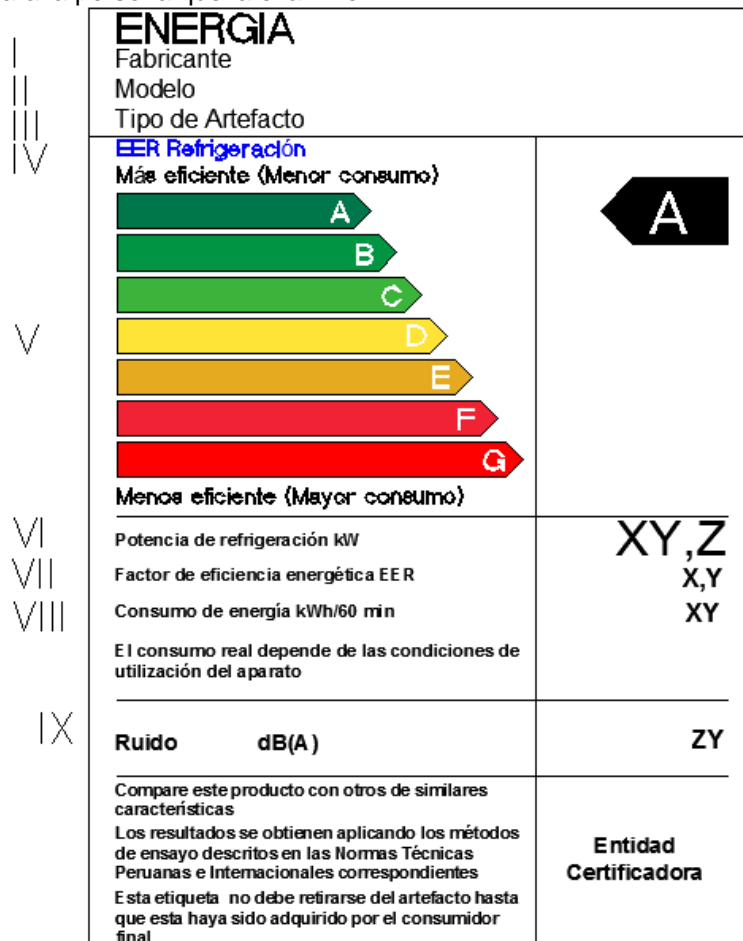 ENERGIA
I Fabricante
II Modelo
III Tipo de Artefacto
IV EER Refrigeración
Más eficiente (Menor consumo)
A A
B
C
V D
E
F
G
Menos eficiente (Mayor consumo)
VI Potencia de refrigeración kW XY,Z
VII Factor de eficiencia energética EER X,Y
VIII Consumo de energía kWh/60 min XY
El consumo real depende de las condiciones de
utilización del aparato
IX Ruido dB(A) ZY
Compare este producto con otros de similares
características
Los resultados se obtienen aplicando los métodos
de ensayo descritos en las Normas Técnicas
Peruanas e Internacionales correspondientes
Entidad
Certificadora
Esta etiqueta no debe retirarse del artefacto hasta
que esta haya sido adquirido por el consumidor
final